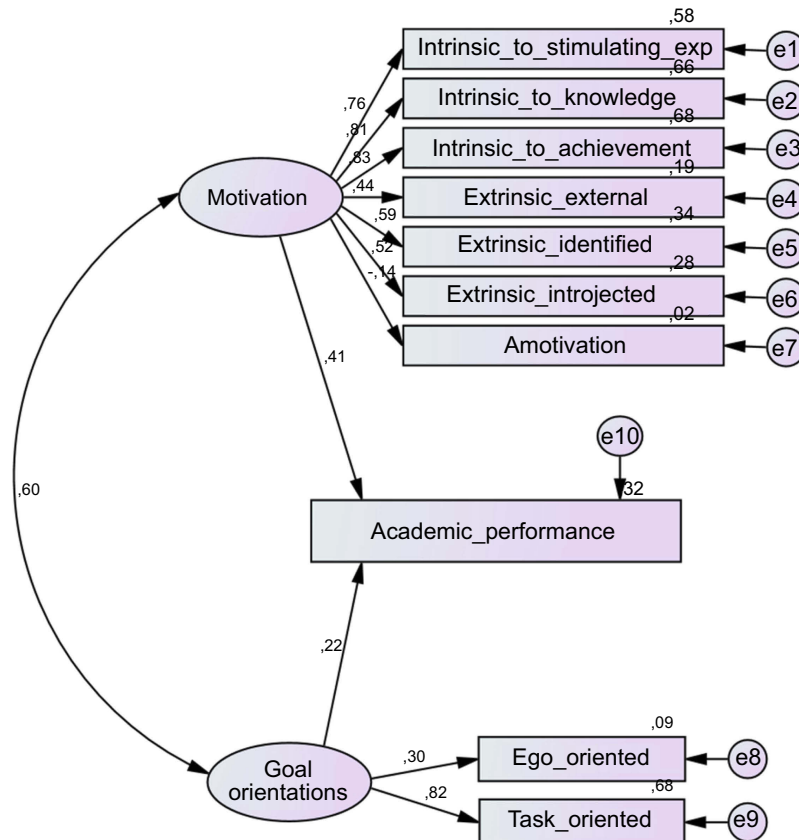 ,58
Intrinsic_to_stimulating_exp
e1
,66
,76
Intrinsic_to_knowledge
e2
,81
,68
,83
Intrinsic_to_achievement
e3
,19
Motivation
,44
Extrinsic_external
e4
,34
,59
Extrinsic_identified
e5
,52
,28
-,14
Extrinsic_introjected
e6
,02
Amotivation
e7
,41
e10
,60
,32
Academic_performance
,22
,09
Ego_oriented
e8
,30
Goal
orientations
,68
,82
Task_oriented
e9